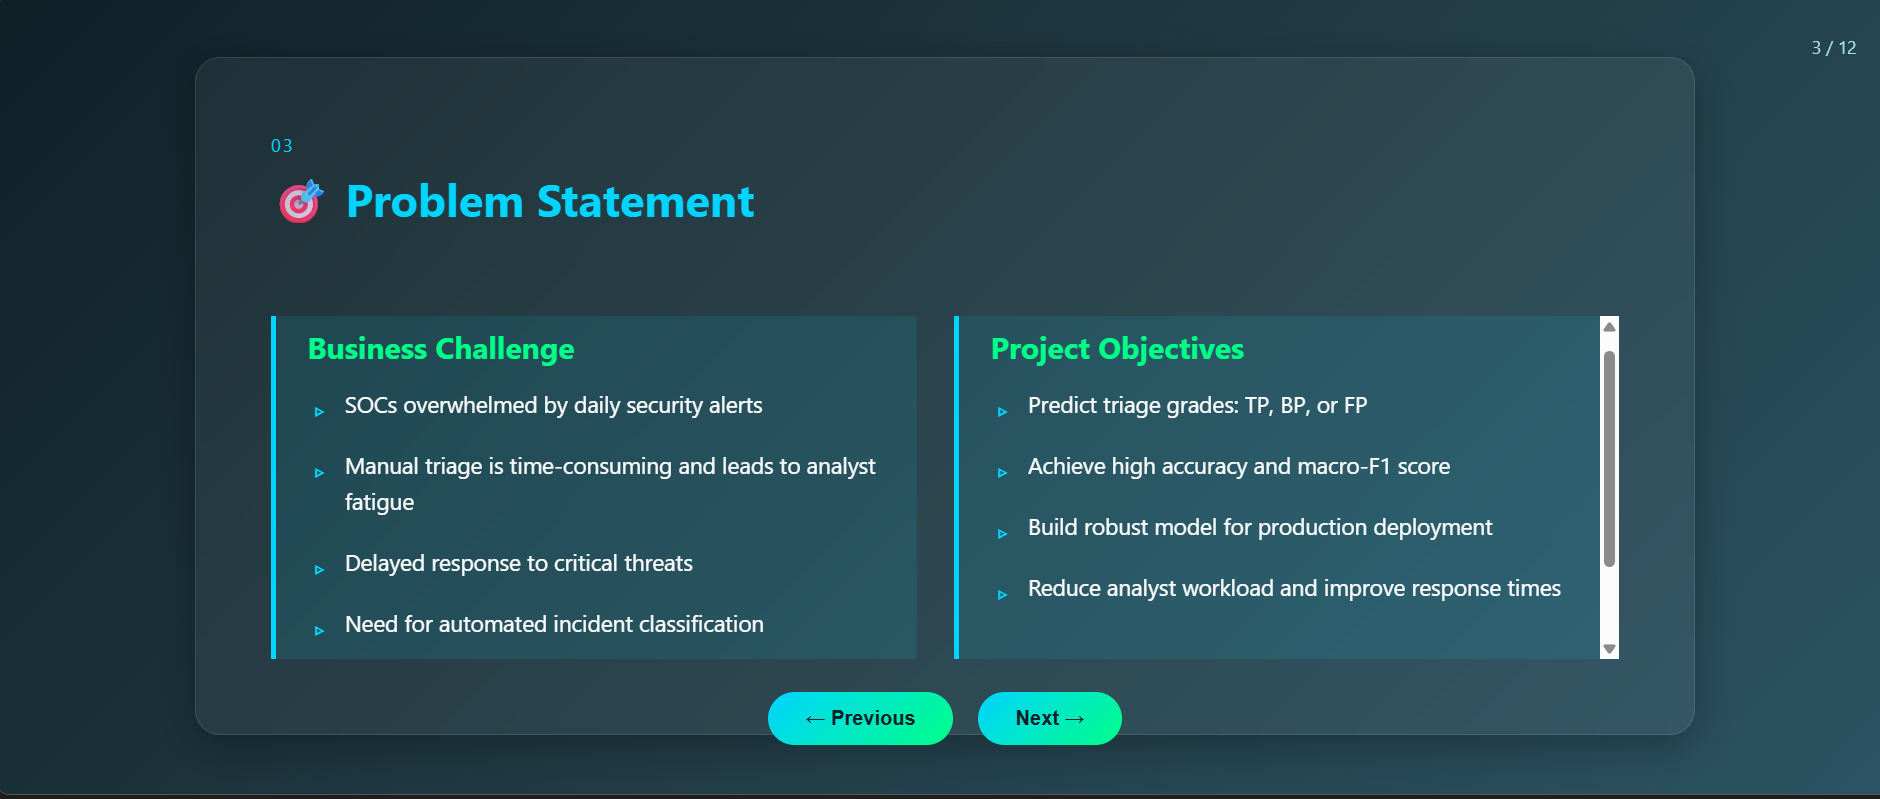 3 / 12
03
Problem Statement
Business Challenge
▹ SOCs overwhelmed by daily security alerts
▹ Manual triage is time-consuming and leads to analyst
fatigue
▹ Delayed response to critical threats
▹ Need for automated incident classification
Project Objectives
▹ Predict triage grades: TP, BP, or FP
▹ Achieve high accuracy and macro-F1 score
▹ Build robust model for production deployment
▹ Reduce analyst workload and improve response times
← Previous
Next →